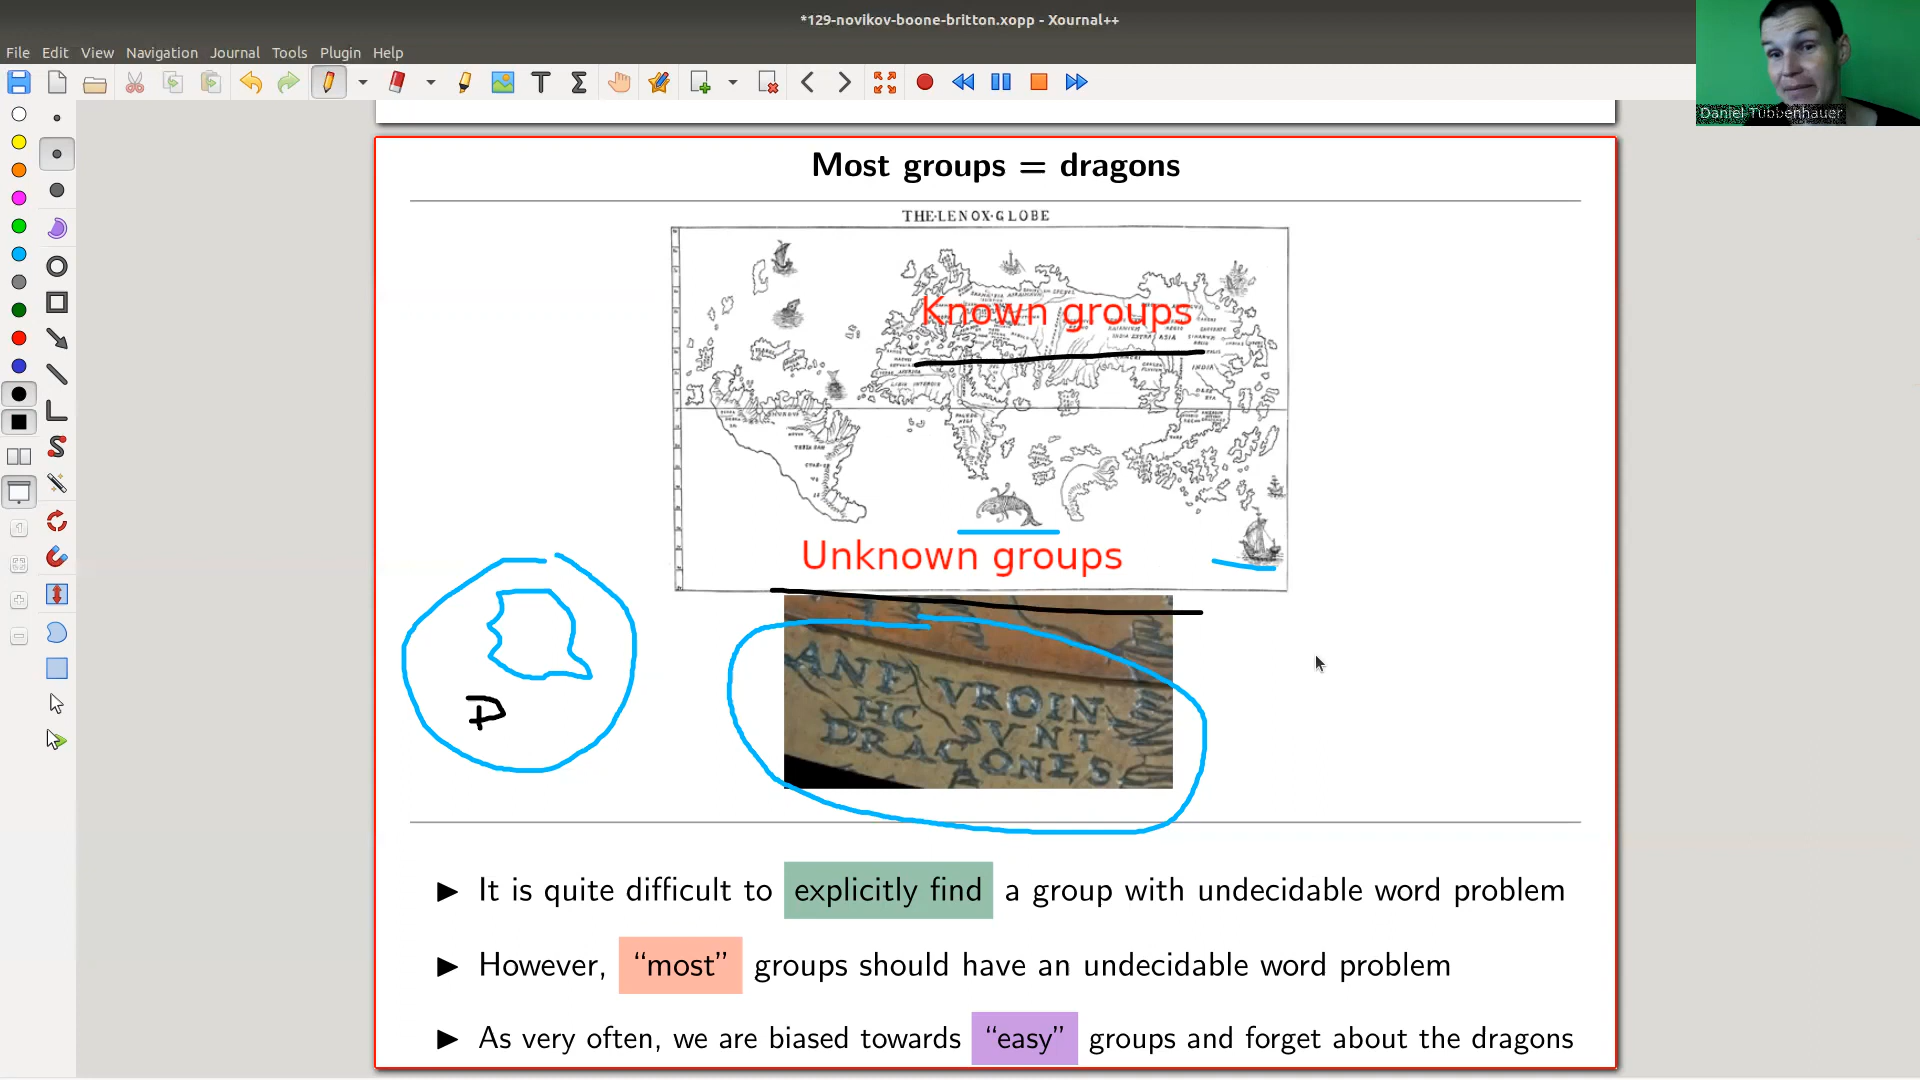 *129-novikov-boone-britton.xopp - Xournal++
File Edit View Navigation Journal Tools Plugin Help
Daniel Tubbenhauer
Most groups = dragons
THE·LENOX·GLOBE
Known groups
INDIA
Unknown groups
HC SVNT
DRACONES
D
▶ It is quite difficult to explicitly find a group with undecidable word problem
▶ However, “most” groups should have an undecidable word problem
▶ As very often, we are biased towards “easy” groups and forget about the dragons